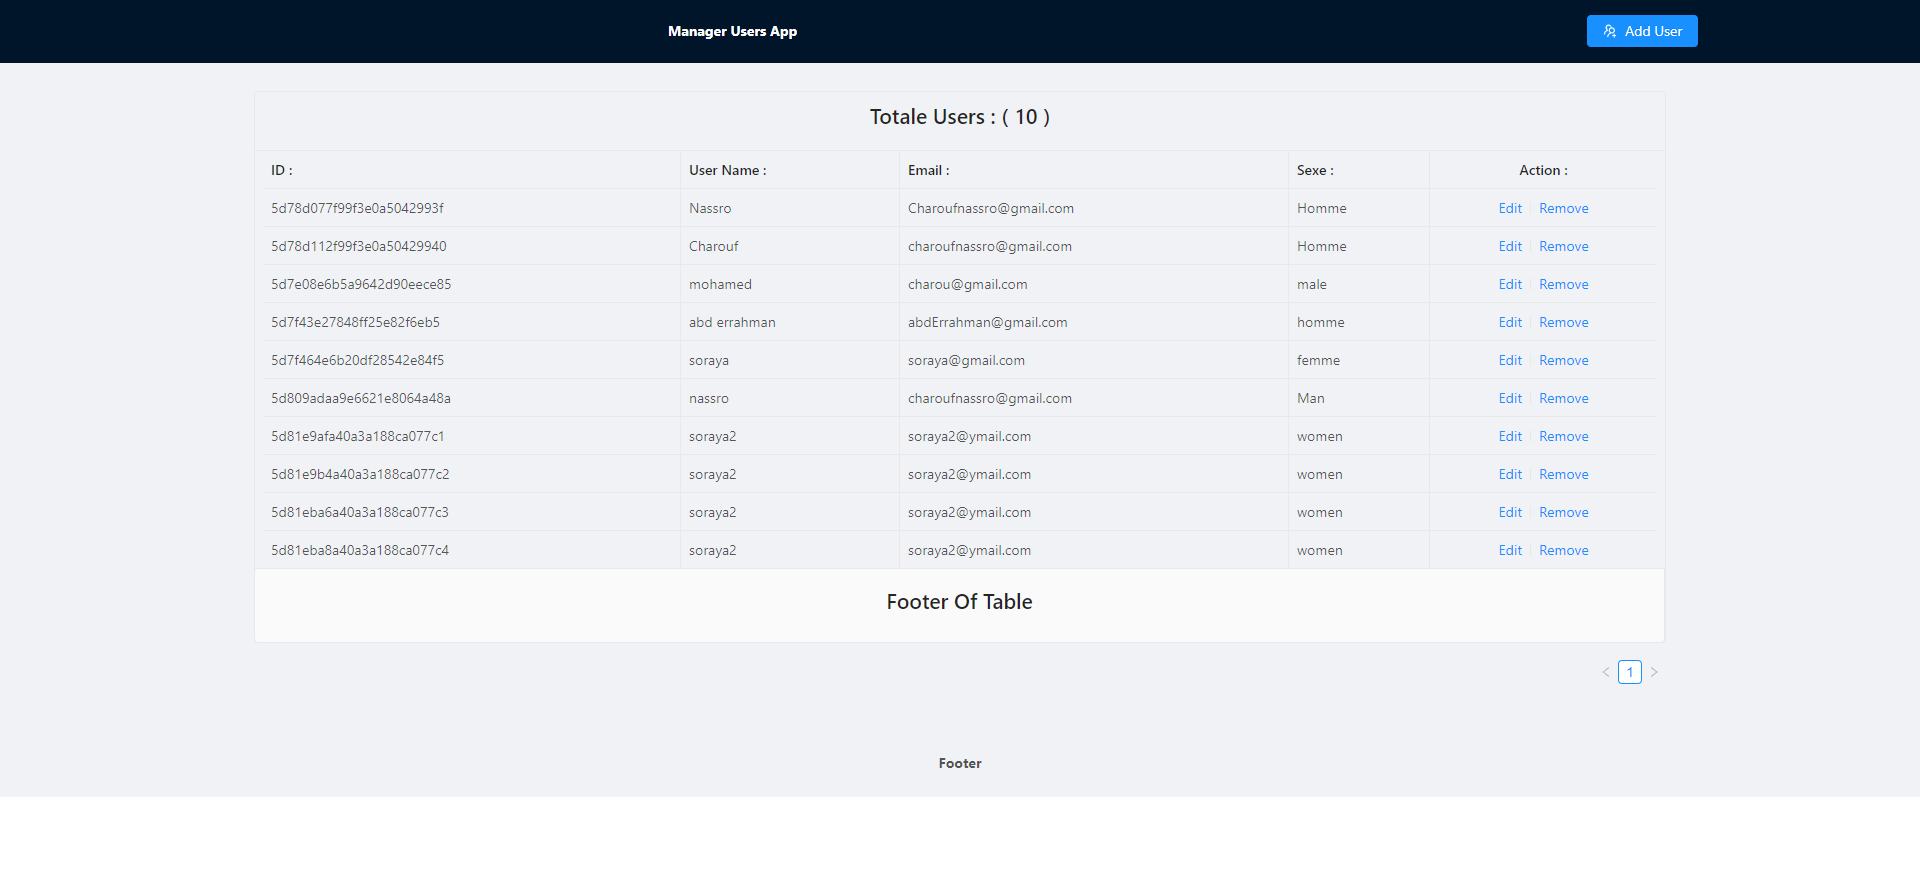 Manager Users App Add User
Totale Users : ( 10 )
ID : User Name : Email : Sexe : Action :
5d78d077f99f3e0a5042993f Nassro Charoufnassro@gmail.com Homme Edit Remove
5d78d112f99f3e0a50429940 Charouf charoufnassro@gmail.com Homme Edit Remove
5d7e08e6b5a9642d90eece85 mohamed charou@gmail.com male Edit Remove
5d7f43e27848ff25e82f6eb5 abd errahman abdErrahman@gmail.com homme Edit Remove
5d7f464e6b20df28542e84f5 soraya soraya@gmail.com femme Edit Remove
5d809adaa9e6621e8064a48a nassro charoufnassro@gmail.com Man Edit Remove
5d81e9afa40a3a188ca077c1 soraya2 soraya2@ymail.com women Edit Remove
5d81e9b4a40a3a188ca077c2 soraya2 soraya2@ymail.com women Edit Remove
5d81eba6a40a3a188ca077c3 soraya2 soraya2@ymail.com women Edit Remove
5d81eba8a40a3a188ca077c4 soraya2 soraya2@ymail.com women Edit Remove
Footer Of Table
< 1 >
Footer